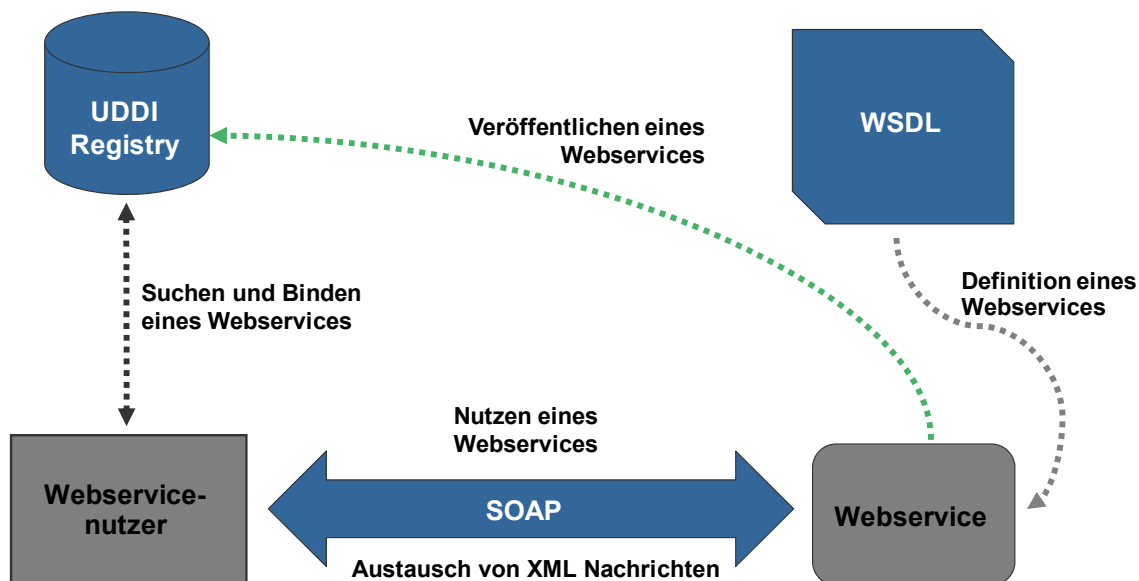 UDDI
Registry
WSDL
Veröffentlichen eines
Webservices
Suchen und Binden
eines Webservices
Definition eines
Webservices
Nutzen eines
Webservices
Webservice-
nutzer
SOAP
Webservice
Austausch von XML Nachrichten